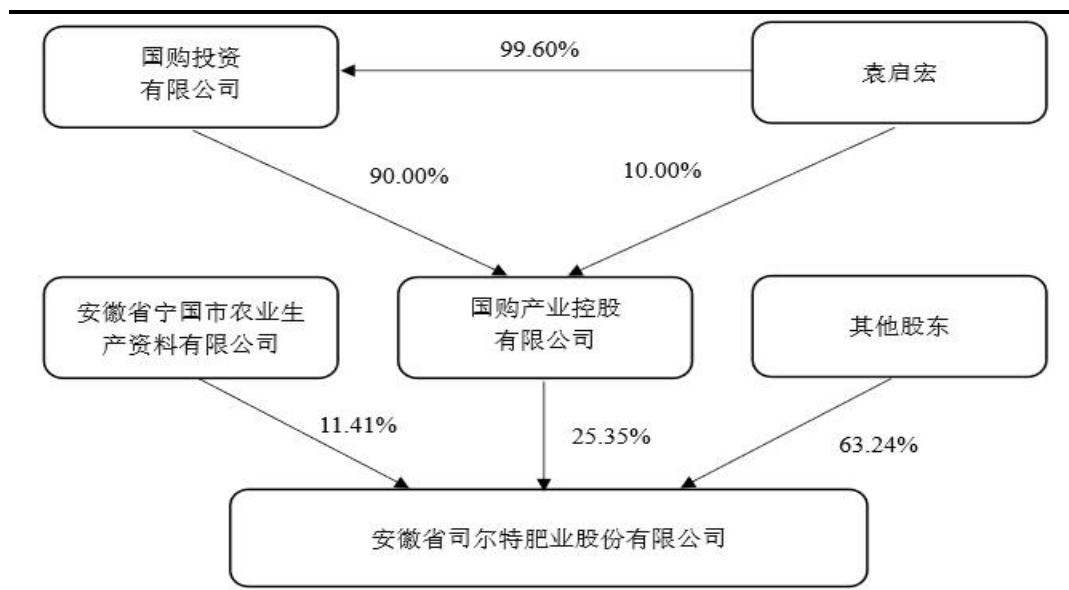 国购投资
有限公司
99.60%
袁启宏
90.00%
10.00%
安徽省宁国市农业生
产资料有限公司
国购产业控股
有限公司
其他股东
11.41%
25.35%
63.24%
安徽省司尔特肥业股份有限公司